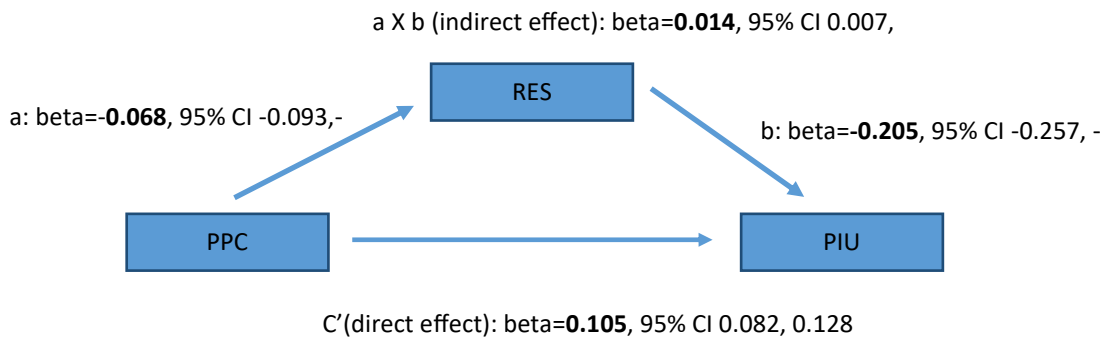 a X b (indirect effect): beta=0.014, 95% CI 0.007,
RES
a: beta=-0.068, 95% CI -0.093,-
b: beta=-0.205, 95% CI -0.257, -
PPC
PIU
C’(direct effect): beta=0.105, 95% CI 0.082, 0.128